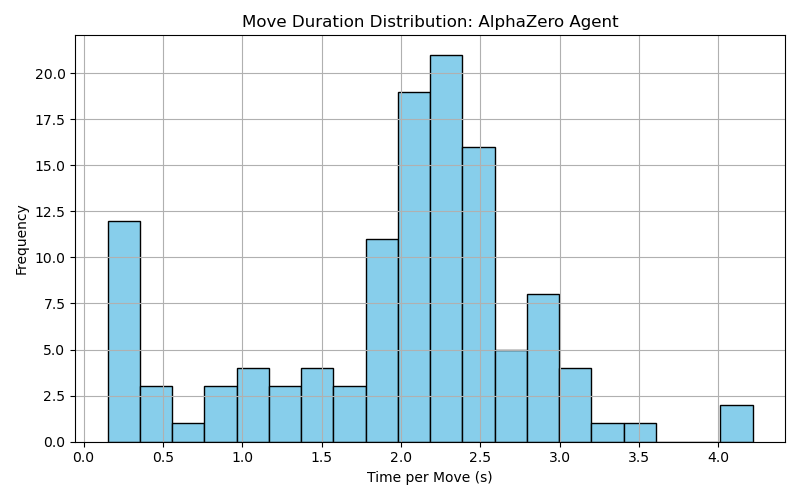 Move Duration Distribution: AlphaZero Agent
20.0
17.5
15.0
12.5
10.0
7.5
5.0
2.5
0.0
Frequency
0.0 0.5 1.0 1.5 2.0 2.5 3.0 3.5 4.0
Time per Move (s)